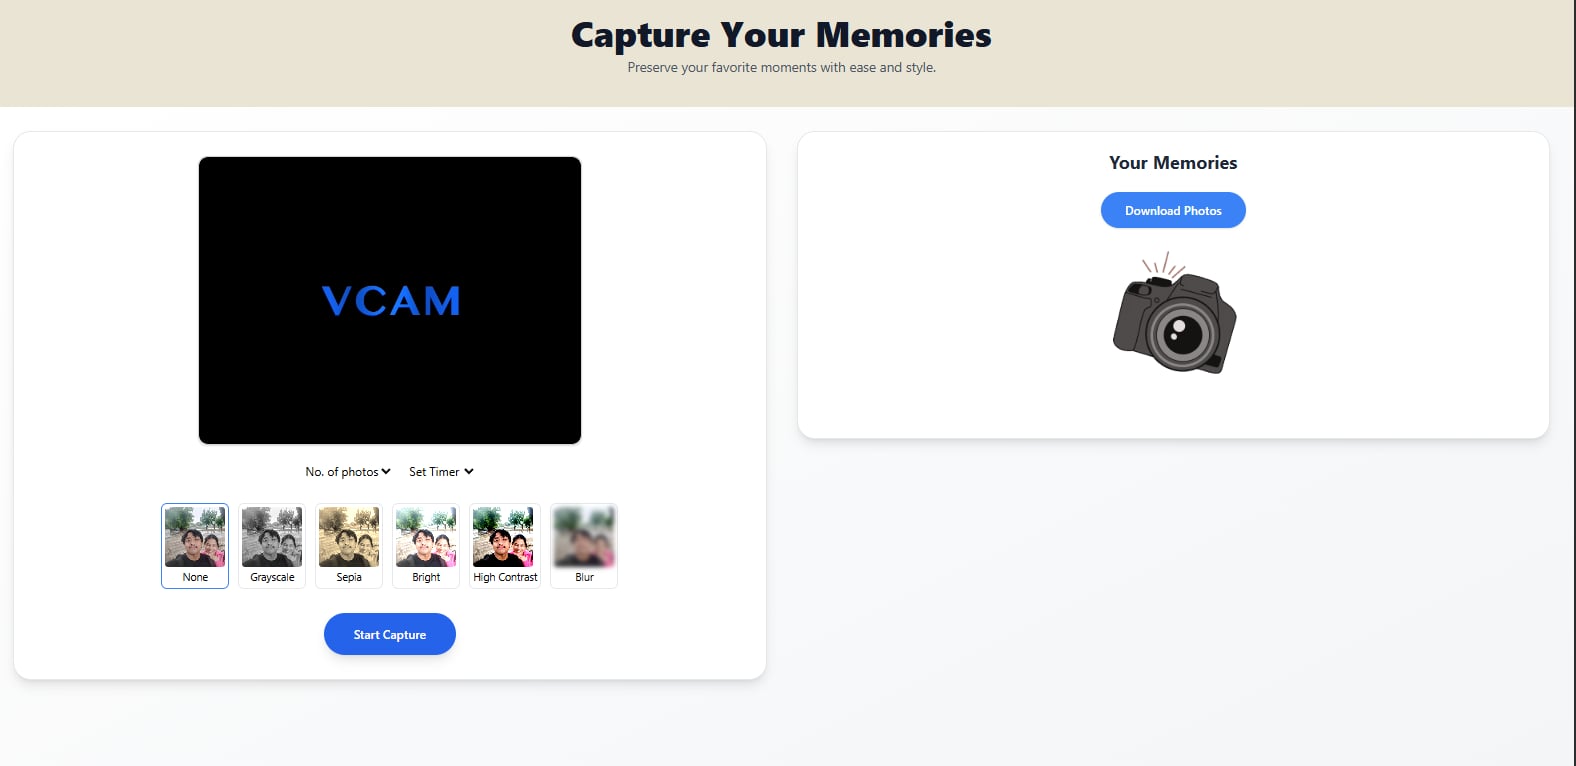 Capture Your Memories
Preserve your favorite moments with ease and style.
VCAM
No. of photos
Set Timer
None
Grayscale
Sepia
Bright
High Contrast
Blur
Start Capture
Your Memories
Download Photos